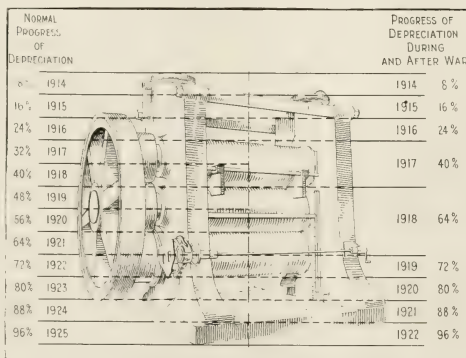 NORMAL
PROGRESS
OF
DEPRECIATION
PROGRESS OF
DEPRECIATION
DURING
AND AFTER WAR
8% 1914
1914 8%
16% 1915
1915 16%
24% 1916
1916 24%
32% 1917
1917 40%
40% 1918
48% 1919
56% 1920
1918 64%
64% 1921
72% 1922
1919 72%
80% 1923
1920 80%
88% 1924
1921 88%
96% 1925
1922 96%